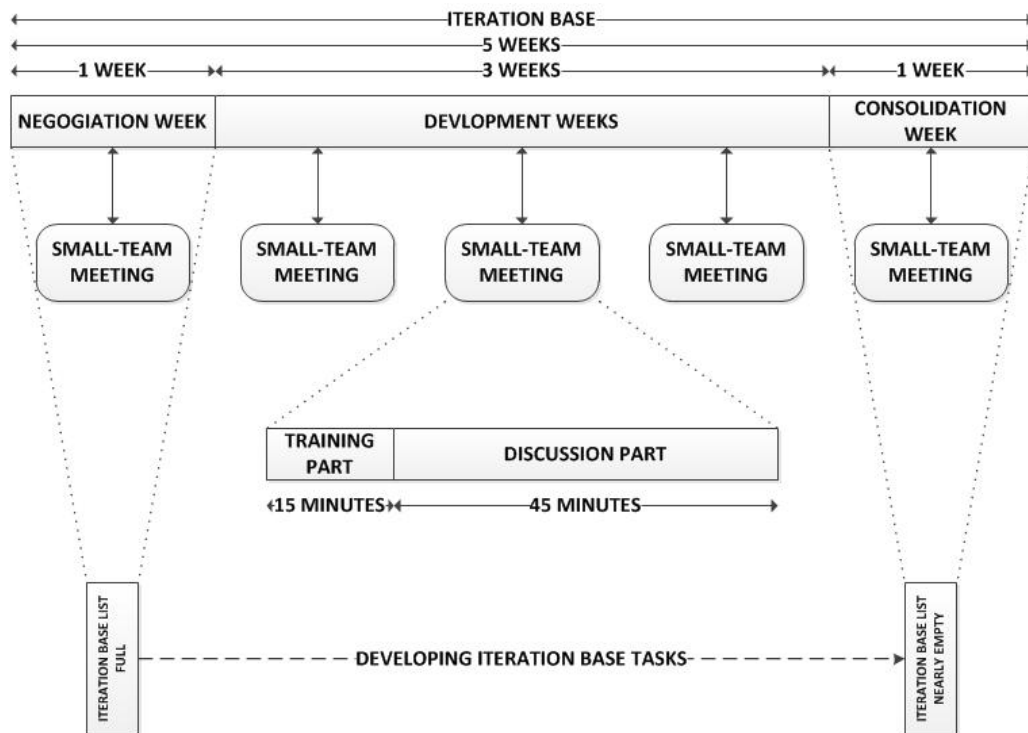 ITERATION BASE
5 WEEKS
1 WEEK
3 WEEKS
1 WEEK
NEGOGIATION WEEK
DEVLOPMENT WEEKS
CONSOLIDATION
WEEK
SMALL-TEAM
MEETING
SMALL-TEAM
MEETING
SMALL-TEAM
MEETING
SMALL-TEAM
MEETING
SMALL-TEAM
MEETING
TRAINING
PART
DISCUSSION PART
15 MINUTES
45 MINUTES
ITERATION BASE LIST
FULL
DEVELOPING ITERATION BASE TASKS
ITERATION BASE LIST
NEARLY EMPTY